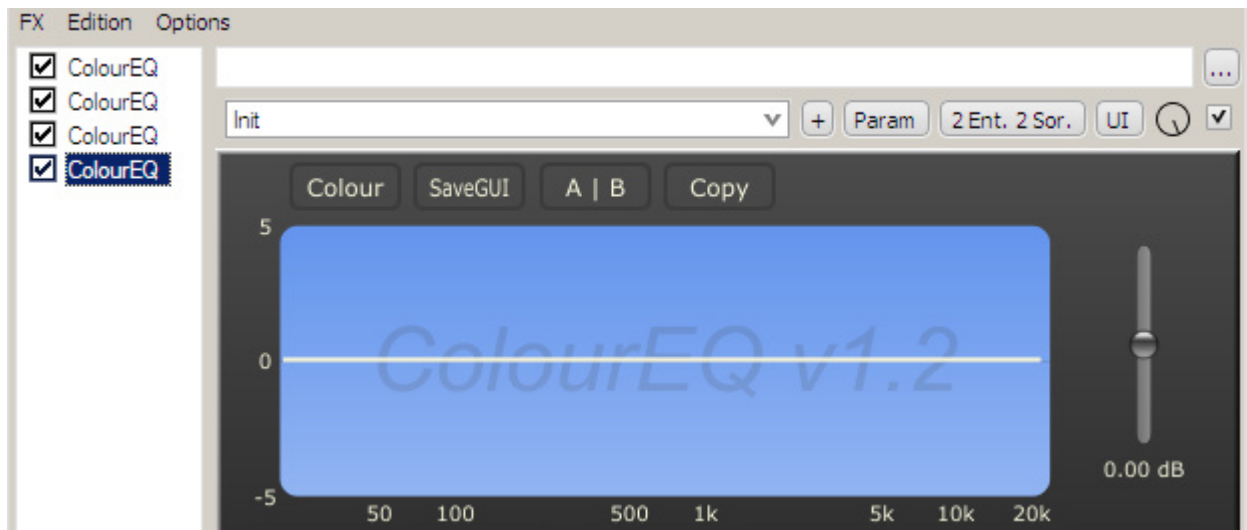 FX Edition Options
ColourEQ
ColourEQ
ColourEQ
ColourEQ
...
Init + Param 2 Ent. 2 Sor. UI
Colour SaveGUI A | B Copy
5
0
-5
ColourEQ v1.2
0.00 dB
50 100 500 1k 5k 10k 20k